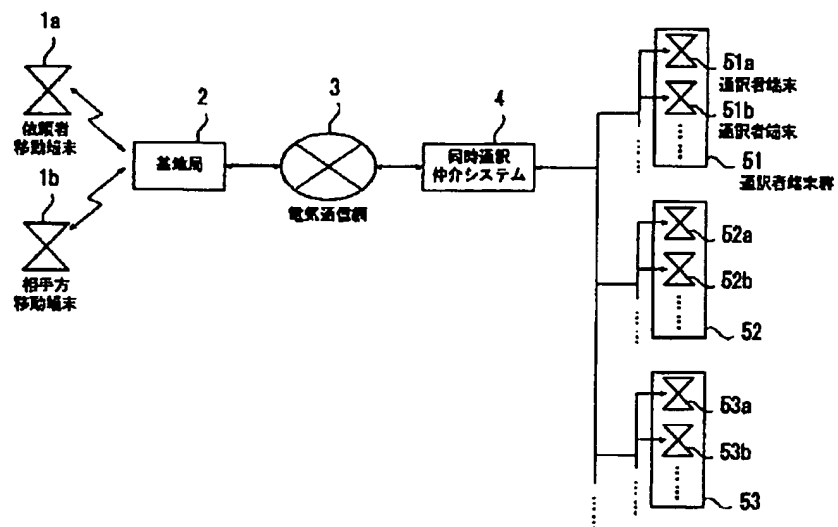 1a
依頼者
移動端末
1b
相手方
移動端末
2
基地局
3
電気通信網
4
同時通訳
仲介システム
51a
通訳者端末
51b
通訳者端末
51
通訳者端末群
52a
52b
52
53a
53b
53